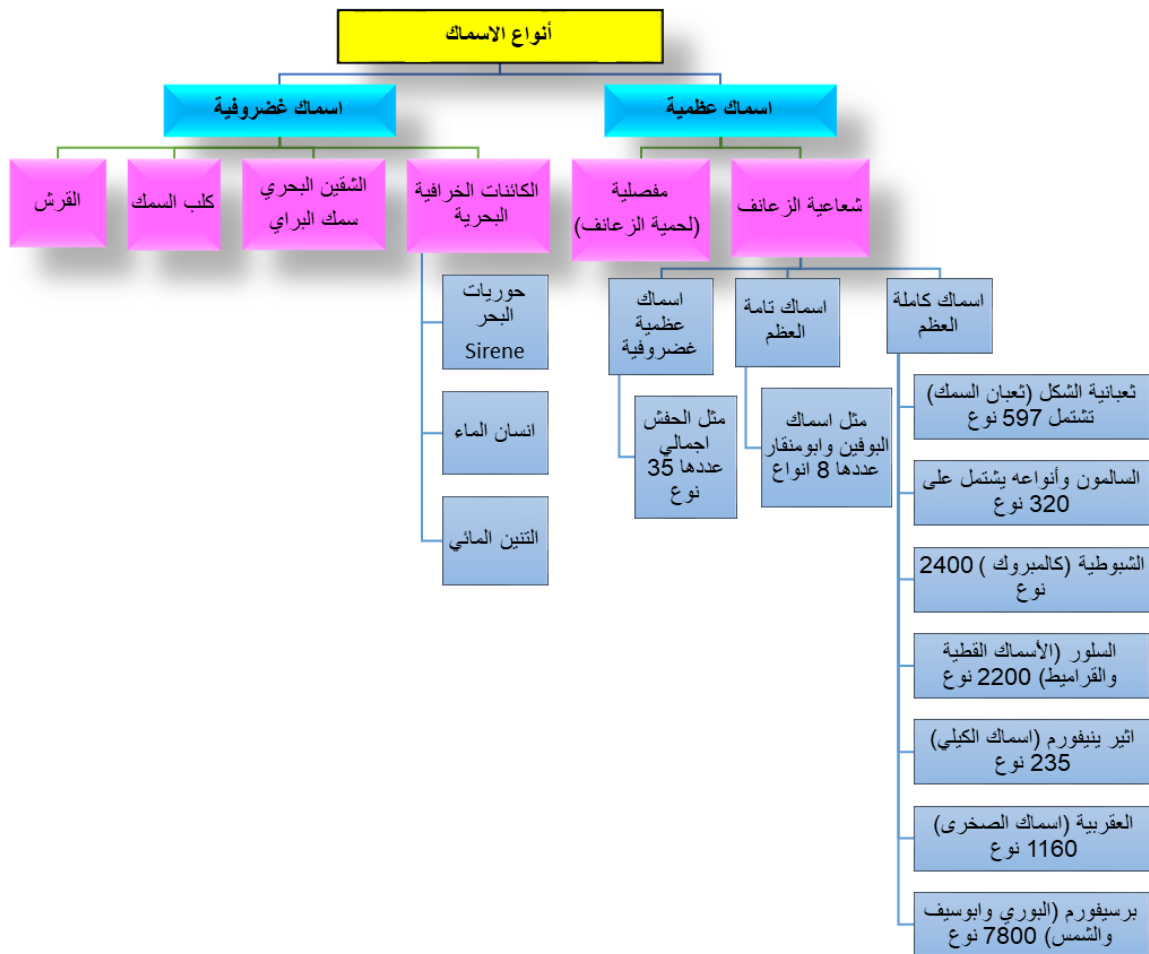 أنواع الاسماك
اسماك عظمية
اسماك غضروفية
شعاعية الزعانف
مفصلية
(لحمية الزعانف)
الكائنات الخرافية
البحرية
الشقين البحري
سمك البراي
كلب السمك
القرش
اسماك كاملة
العظم
اسماك تامة
العظم
اسماك
عظمية
غضروفية
حوريات
البحر
Sirene
ثعبانية الشكل (ثعبان السمك)
تشتمل 597 نوع
مثل اسماك
البوفين وابومنقار
عددها 8 انواع
مثل الحفش
اجمالي
عددها 35
نوع
انسان الماء
السالمون وأنواعه يشتمل على
320 نوع
التنين المائي
الشبوطية (كالمبروك ) 2400
نوع
السلور (الأسماك القطية
والقراميط) 2200 نوع
اثير ينيفورم (اسماك الكيلي)
235 نوع
العقربية (اسماك الصخرى)
1160 نوع
برسيفورم (البوري وابوسيف
والشمس) 7800 نوع